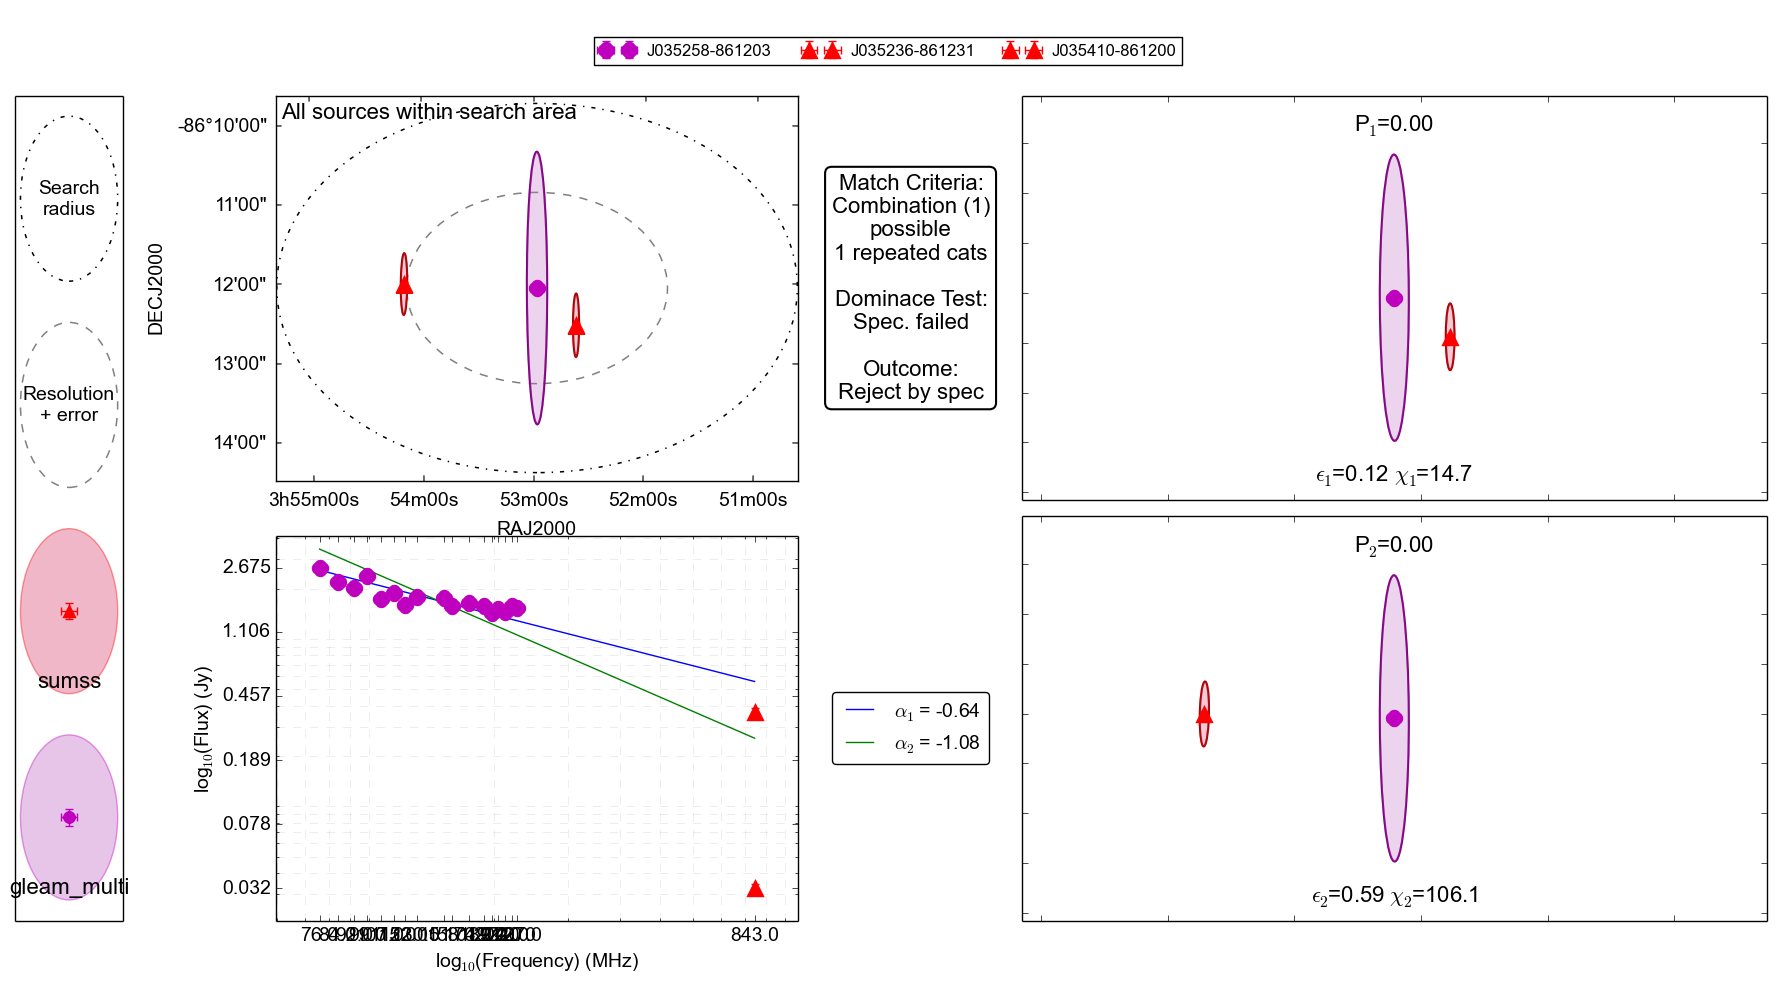 J035258-861203
J035236-861231
J035410-861200
Search
radius
Resolution
+ error
sumss
gleam_multi
All sources within search area
DECJ2000
-86°10'00"
11'00"
12'00"
13'00"
14'00"
3h55m00s
54m00s
53m00s
52m00s
51m00s
RAJ2000
Match Criteria:
Combination (1)
possible
1 repeated cats
Dominace Test:
Spec. failed
Outcome:
Reject by spec
P₁=0.00
ϵ₁=0.12 χ₁=14.7
P₂=0.00
ϵ₂=0.59 χ₂=106.1
log₁₀(Flux) (Jy)
2.675
1.106
0.457
0.189
0.078
0.032
843.0
log₁₀(Frequency) (MHz)
α₁ = -0.64
α₂ = -1.08